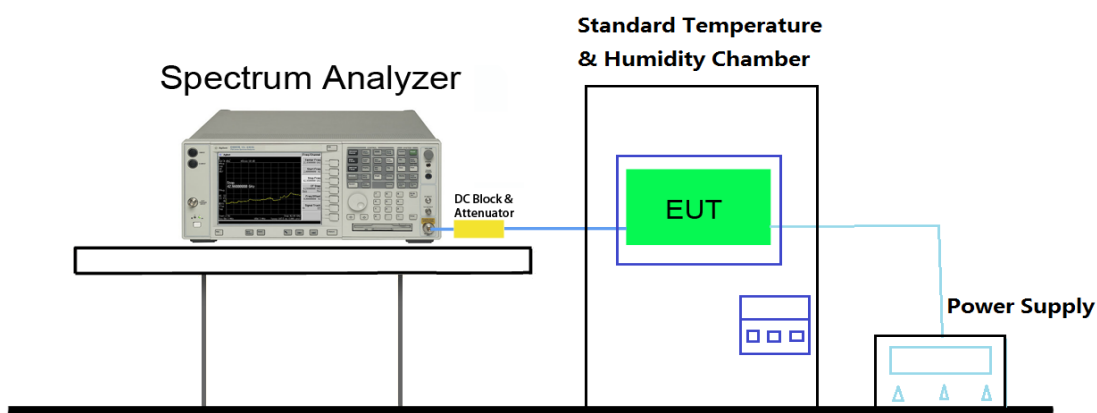 Standard Temperature
& Humidity Chamber
Spectrum Analyzer
DC Block &
Attenuator
EUT
Power Supply